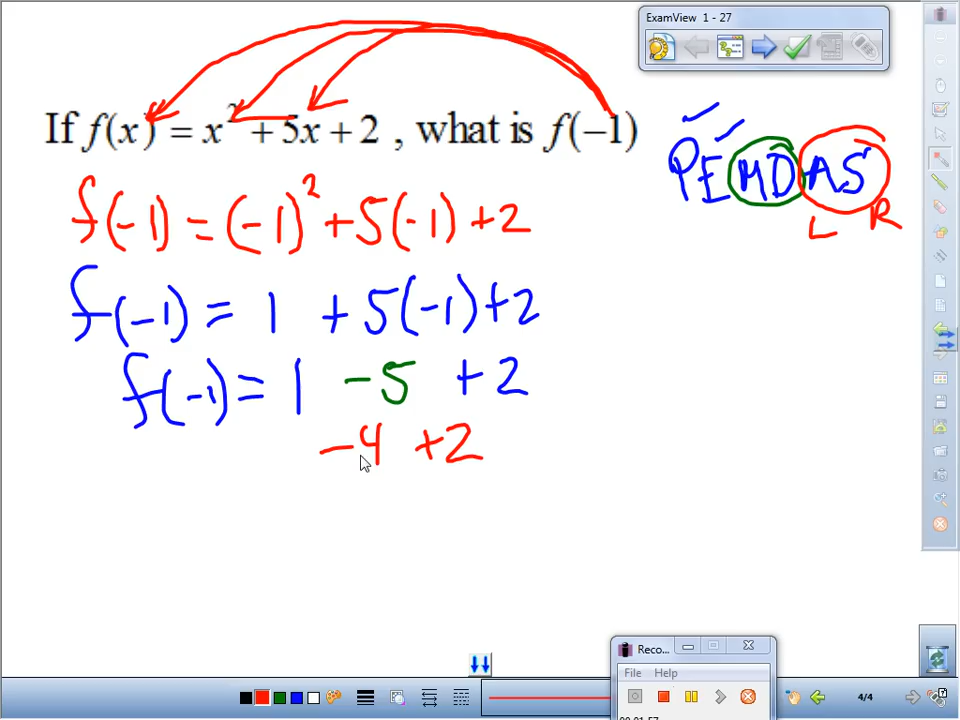 ExamView 1 - 27
If f(x) = x² + 5x + 2 , what is f(−1)
PEMDAS
L R
f(-1) = (-1)² + 5(-1) + 2
f(-1) = 1 + 5(-1) + 2
f(-1) = 1 - 5 + 2
-4 + 2
Reco...
File Help
4/4